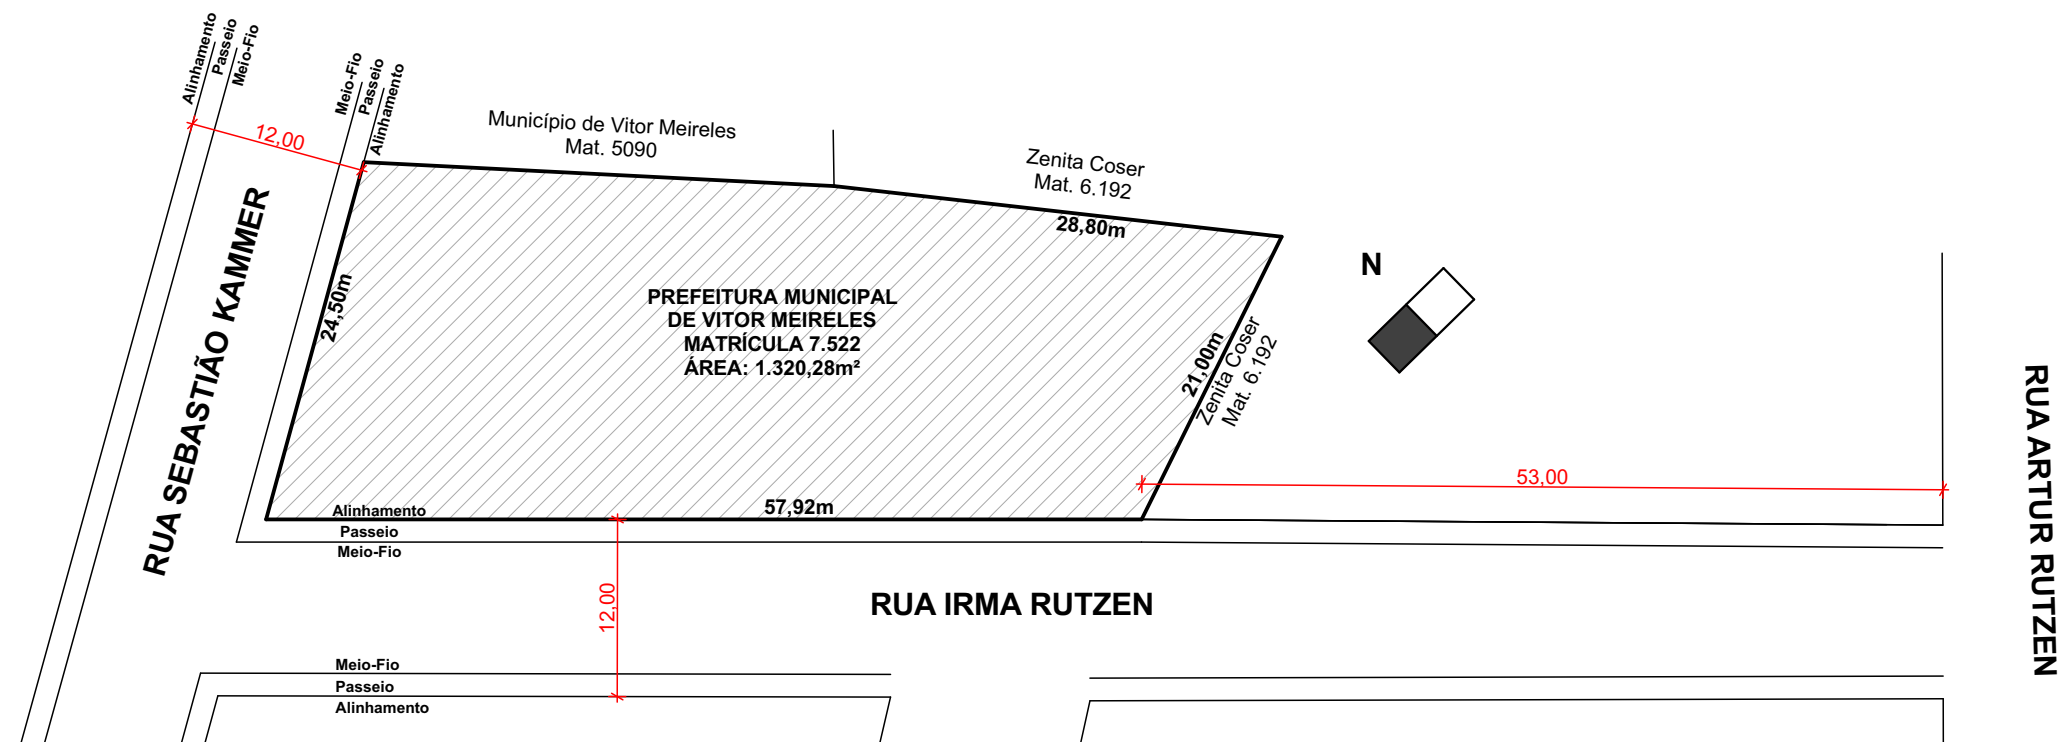 Alinhamento
Passeio
Meio-Fio
Meio-Fio
Passeio
Alinhamento
12,00
Município de Vitor Meireles
Mat. 5090
Zenita Coser
Mat. 6.192
28,80m
N
RUA SEBASTIÃO KAMMER
24,50m
PREFEITURA MUNICIPAL
DE VITOR MEIRELES
MATRÍCULA 7.522
ÁREA: 1.320,28m²
21,00m
Zenita Coser
Mat. 6.192
53,00
RUA ARTUR RUTZEN
57,92m
Alinhamento
Passeio
Meio-Fio
12,00
RUA IRMA RUTZEN
Meio-Fio
Passeio
Alinhamento